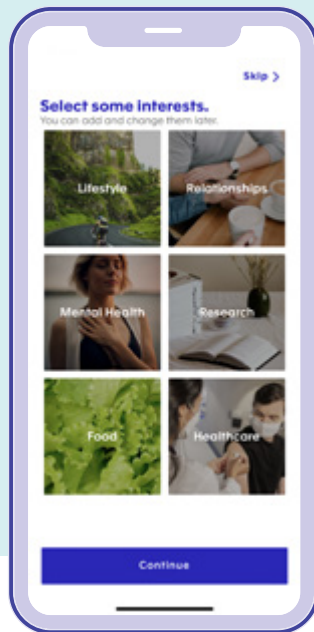 Skip >
Select some interests.
You can add and change them later.
Lifestyle
Relationships
Mental Health
Research
Food
Healthcare
Continue